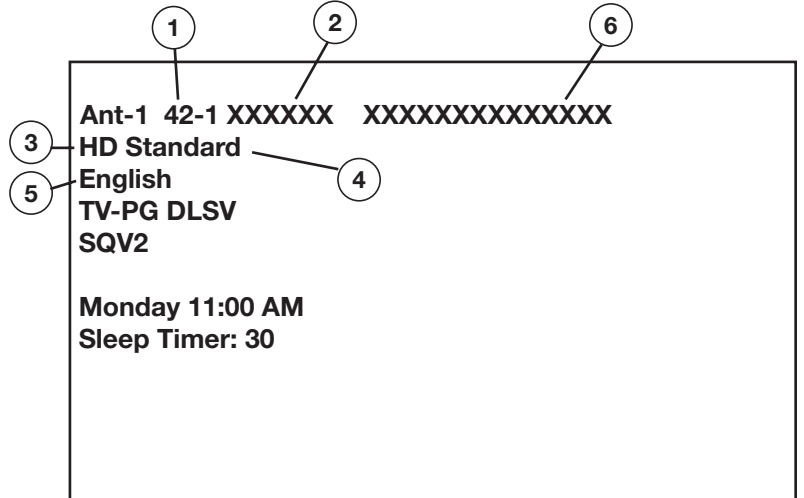 1 2 6
Ant-1 42-1 XXXXXX XXXXXXXXXXXXXX
3 HD Standard
4
5 English
TV-PG DLSV
SQV2
Monday 11:00 AM
Sleep Timer: 30